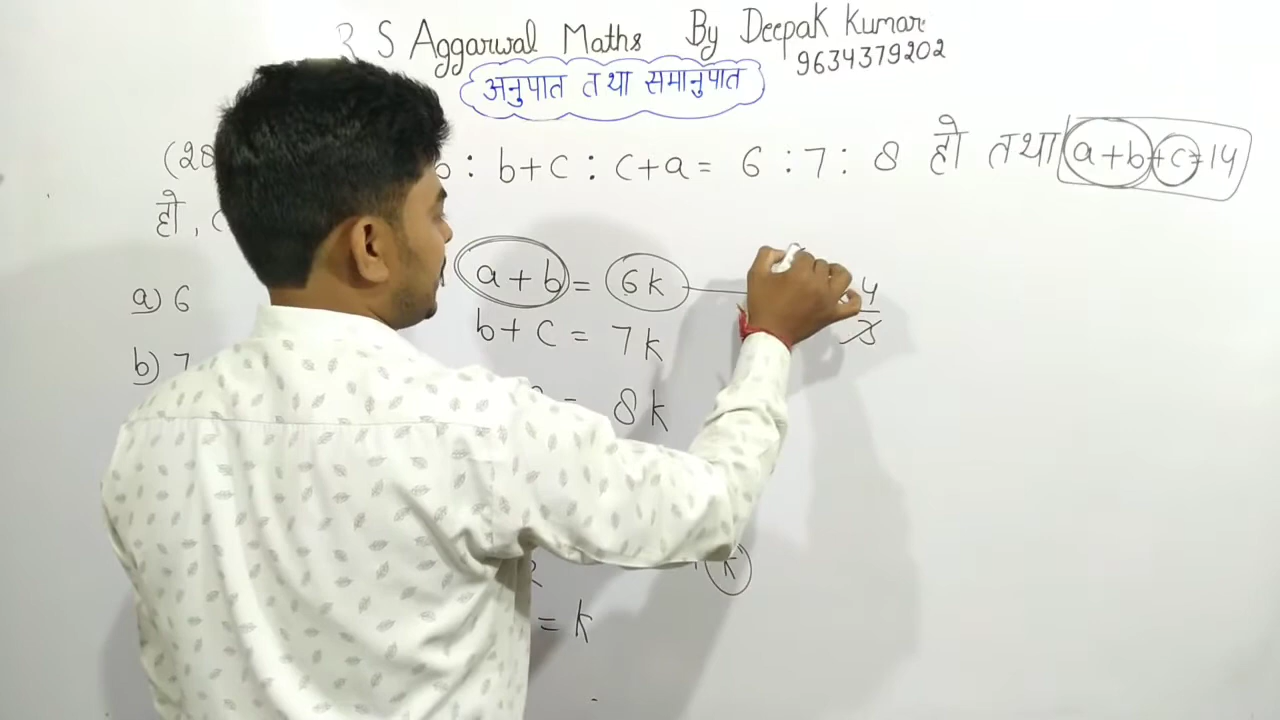 R S Aggarwal Maths By Deepak Kumar
9634379202
अनुपात तथा समानुपात
b : b+c : c+a = 6 : 7 : 8 हो तथा a+b+c=14
हो ,
a) 6
b) 7
a + b = 6k
b + c = 7k
= 8k
4
3
k
= k